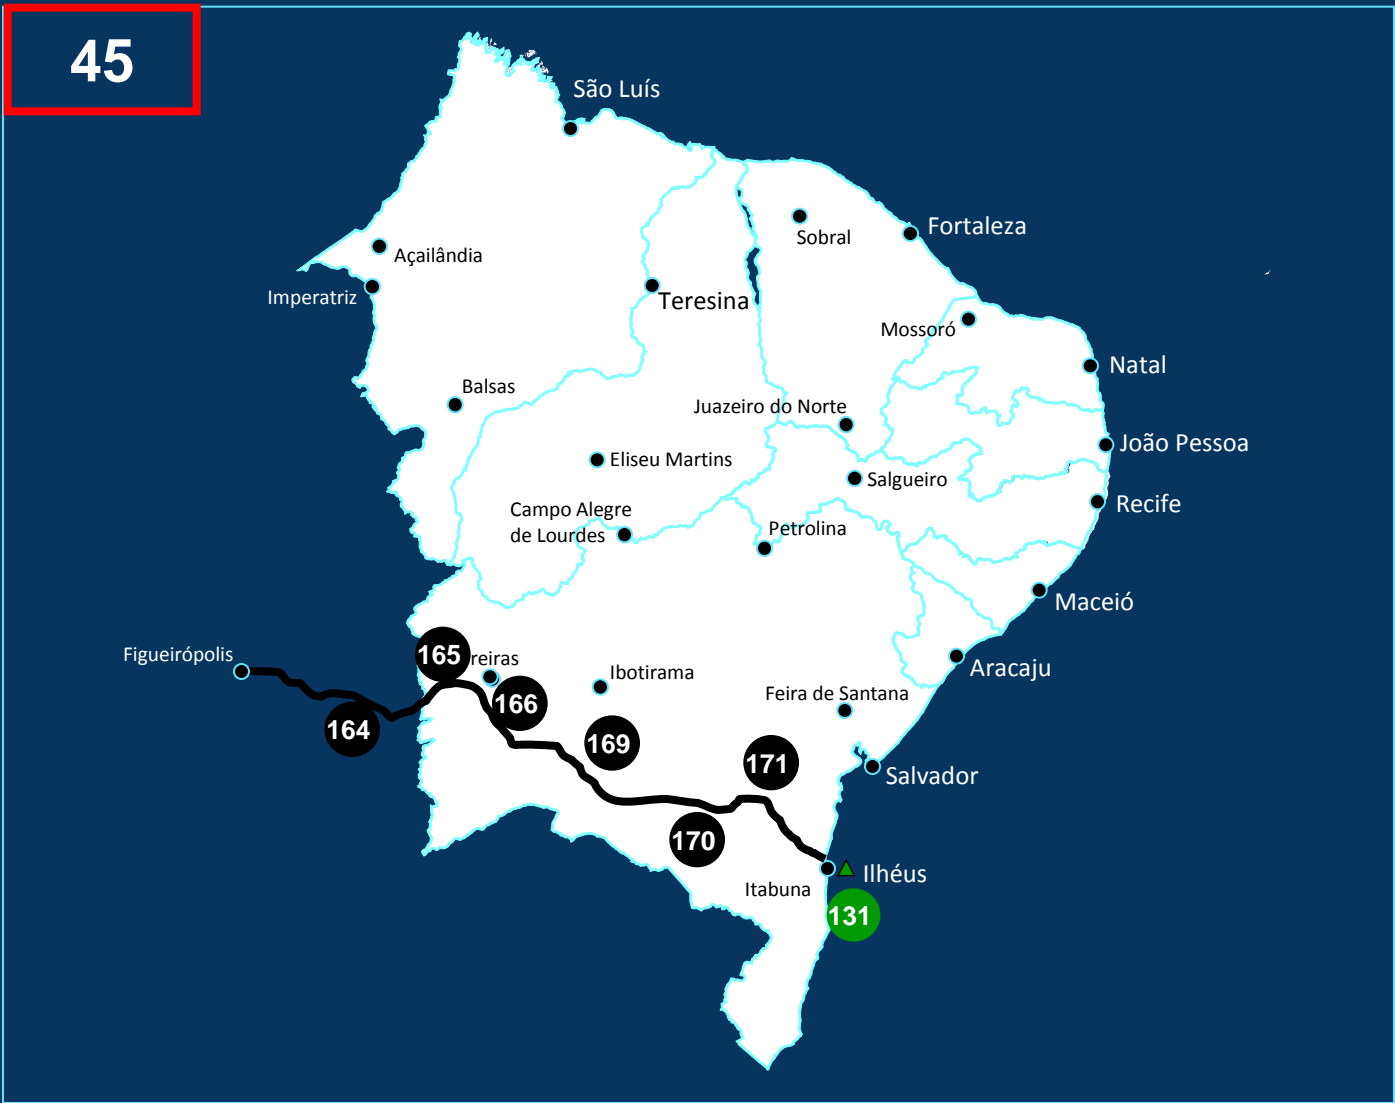 45
São Luís
Sobral
Fortaleza
Açailândia
Imperatriz
Teresina
Mossoró
Natal
Balsas
Juazeiro do Norte
João Pessoa
Eliseu Martins
Salgueiro
Recife
Campo Alegre
de Lourdes
Petrolina
Maceió
Figueirópolis
165
reiras
Aracaju
Ibotirama
Feira de Santana
166
164
169
171
Salvador
170
Ilhéus
Itabuna
131